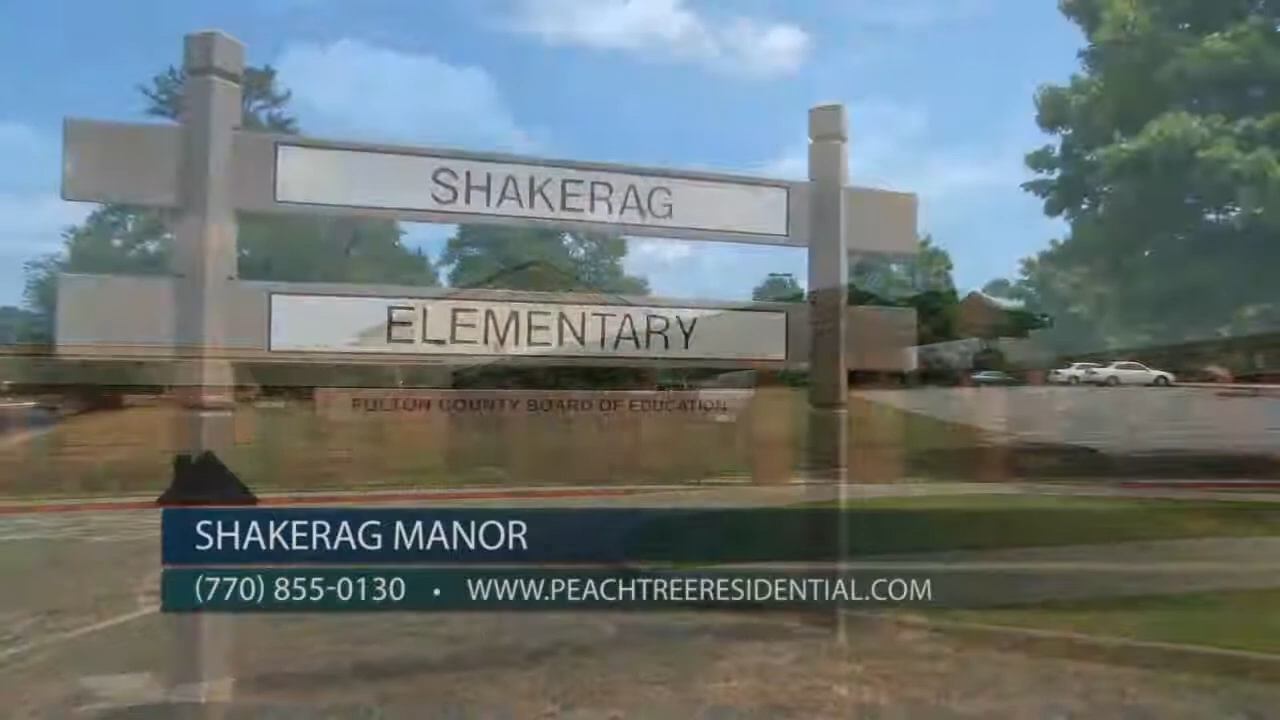 SHAKERAG
ELEMENTARY
FULTON COUNTY BOARD OF EDUCATION
SHAKERAG MANOR
(770) 855-0130 • WWW.PEACHTREERESIDENTIAL.COM